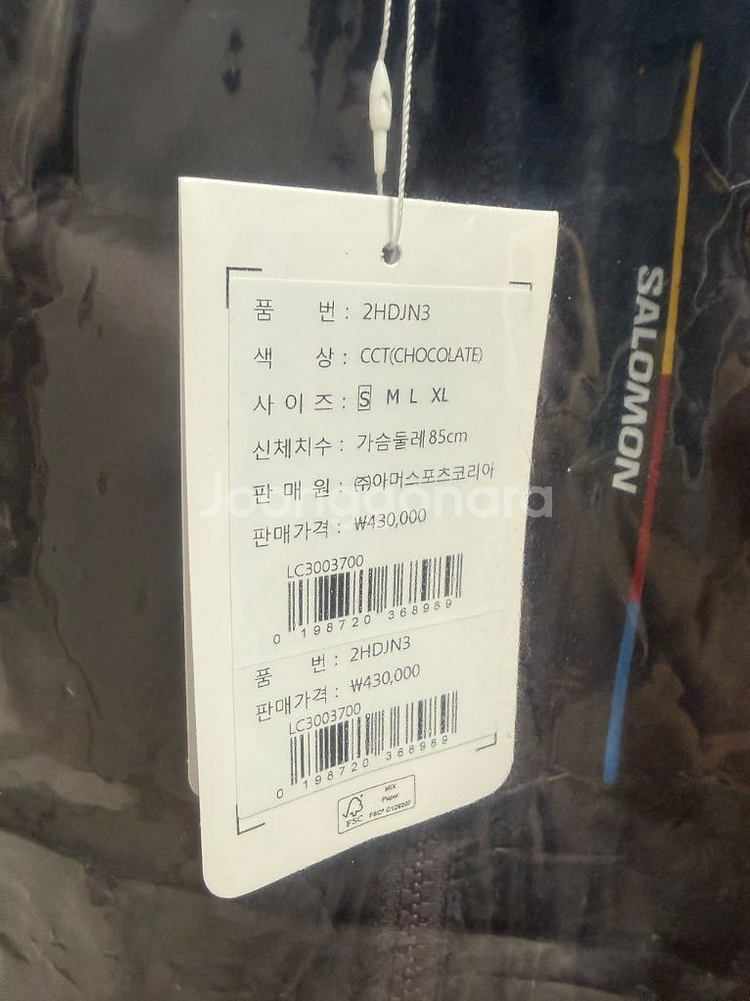 품 번 : 2HDJN3
색 상 : CCT(CHOCOLATE)
사 이 즈 : S M L XL
신체치수 : 가슴둘레 85cm
판 매 원 : ㈜아머스포츠코리아
판매가격 : ₩430,000
LC3003700
0 198720 368989
품 번 : 2HDJN3
판매가격 : ₩430,000
LC3003700
0 198720 368989
FSC
MIX
Paper
SALOMON
Joonggonara